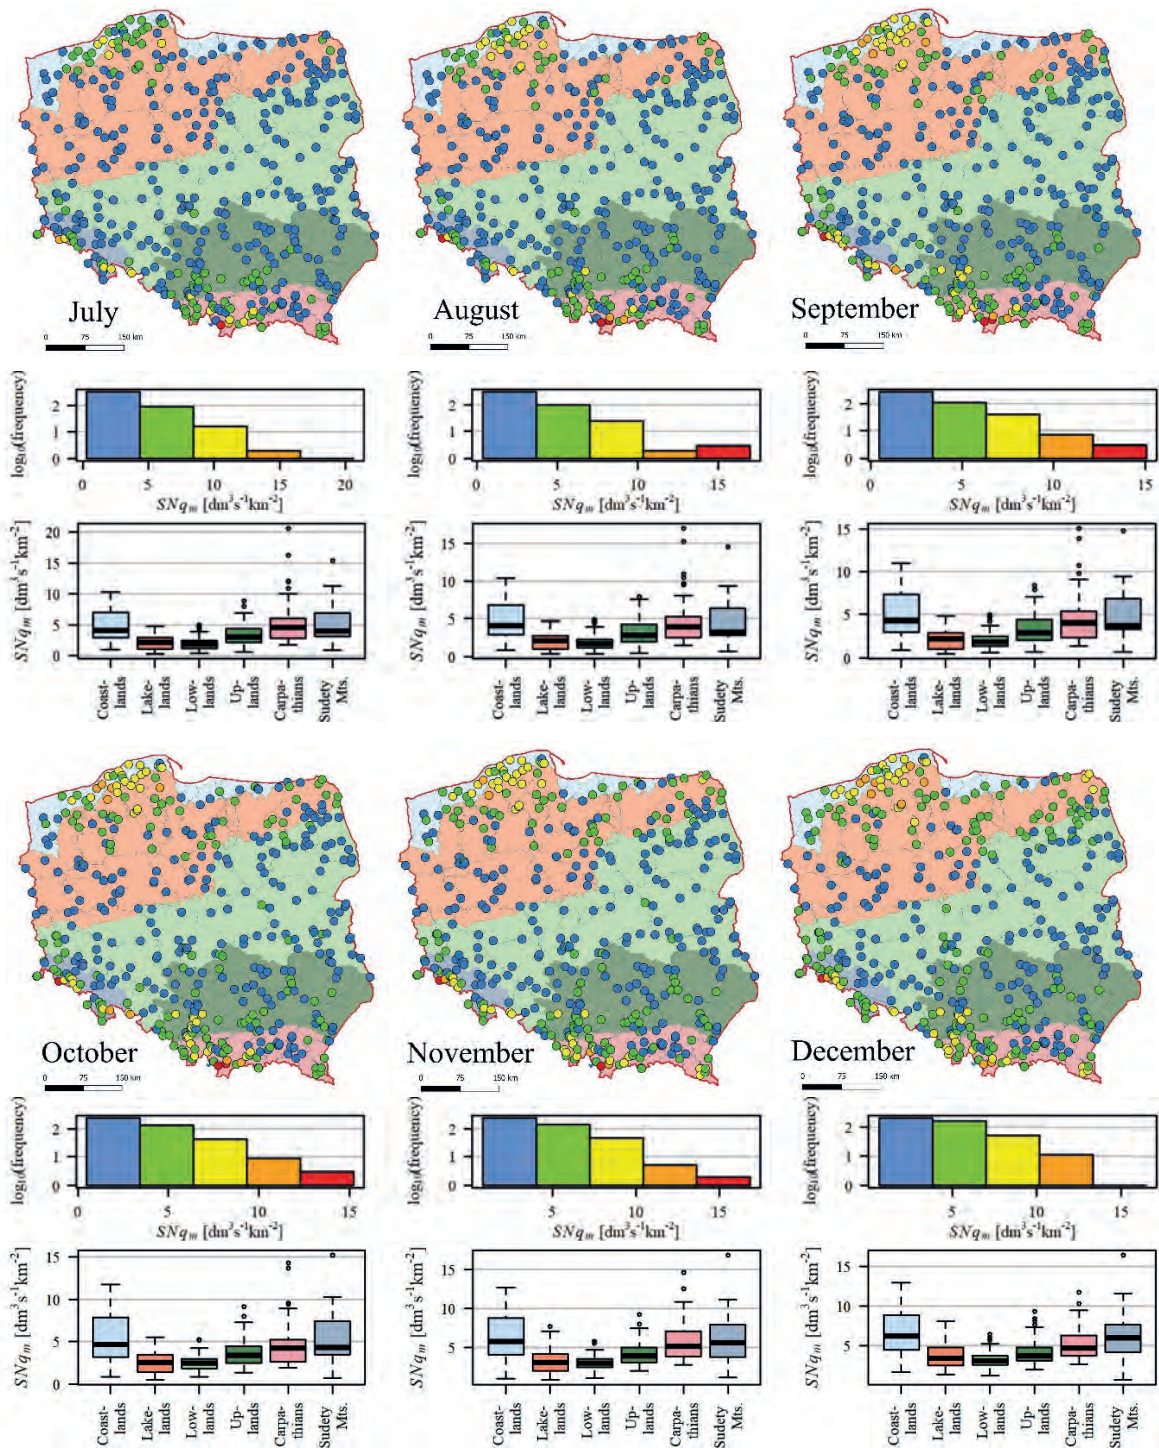 July
0 75 150 km
August
0 75 150 km
September
0 75 150 km
log₁₀(frequency)
2
1
0
0 5 10 15 20
SNqₘ [dm³s⁻¹km⁻²]
log₁₀(frequency)
2
1
0
0 5 10 15
SNqₘ [dm³s⁻¹km⁻²]
log₁₀(frequency)
2
1
0
0 5 10 15
SNqₘ [dm³s⁻¹km⁻²]
SNqₘ [dm³s⁻¹km⁻²]
20
15
10
5
0
Coast-
lands
Lake-
lands
Low-
lands
Up-
lands
Carpa-
thians
Sudety
Mts.
SNqₘ [dm³s⁻¹km⁻²]
15
10
5
0
Coast-
lands
Lake-
lands
Low-
lands
Up-
lands
Carpa-
thians
Sudety
Mts.
SNqₘ [dm³s⁻¹km⁻²]
15
10
5
0
Coast-
lands
Lake-
lands
Low-
lands
Up-
lands
Carpa-
thians
Sudety
Mts.
October
0 75 150 km
November
0 75 150 km
December
0 75 150 km
log₁₀(frequency)
2
1
0
0 5 10 15
SNqₘ [dm³s⁻¹km⁻²]
log₁₀(frequency)
2
1
0
5 10 15
SNqₘ [dm³s⁻¹km⁻²]
log₁₀(frequency)
2
1
0
5 10 15
SNqₘ [dm³s⁻¹km⁻²]
SNqₘ [dm³s⁻¹km⁻²]
15
10
5
0
Coast-
lands
Lake-
lands
Low-
lands
Up-
lands
Carpa-
thians
Sudety
Mts.
SNqₘ [dm³s⁻¹km⁻²]
15
10
5
Coast-
lands
Lake-
lands
Low-
lands
Up-
lands
Carpa-
thians
Sudety
Mts.
SNqₘ [dm³s⁻¹km⁻²]
15
10
5
Coast-
lands
Lake-
lands
Low-
lands
Up-
lands
Carpa-
thians
Sudety
Mts.